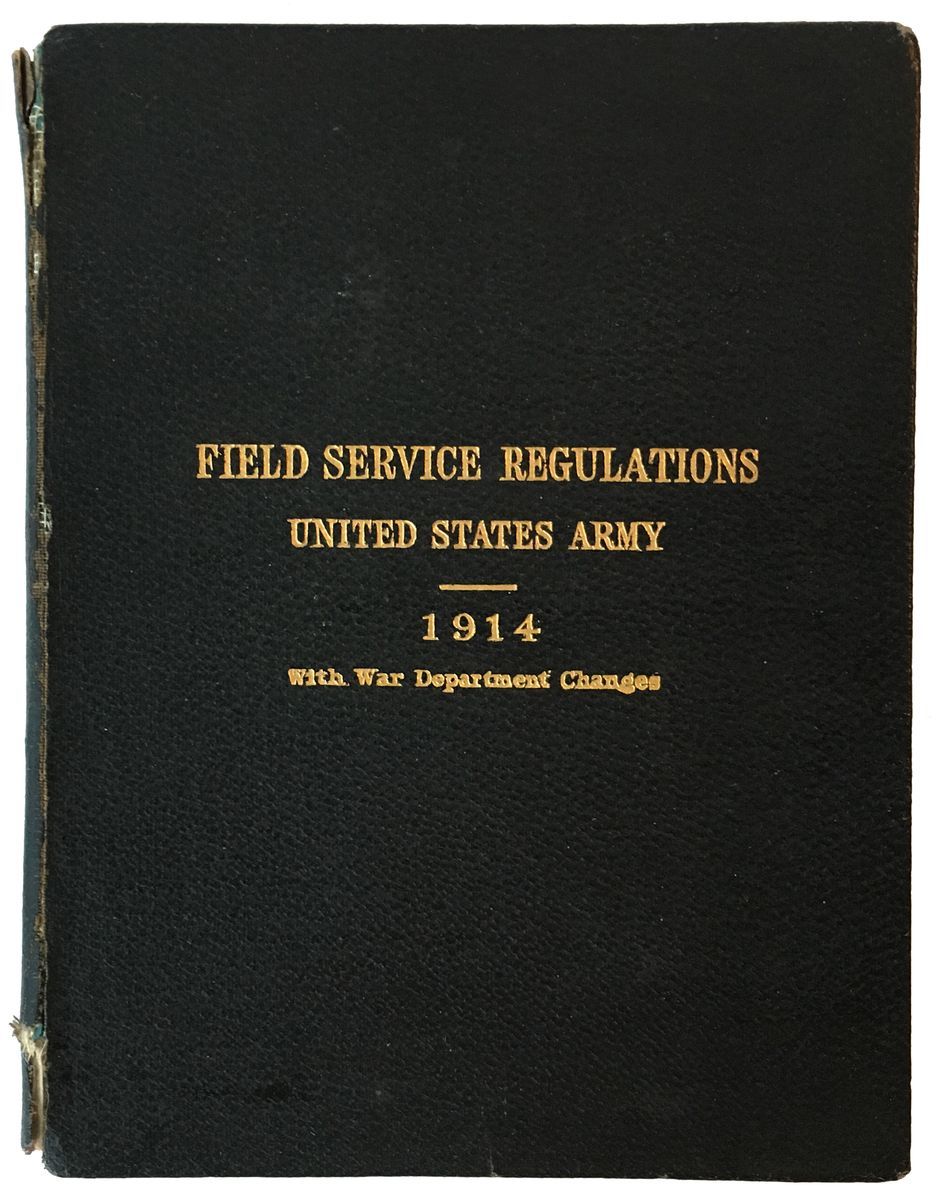 FIELD SERVICE REGULATIONS
UNITED STATES ARMY
1914
With War Department Changes